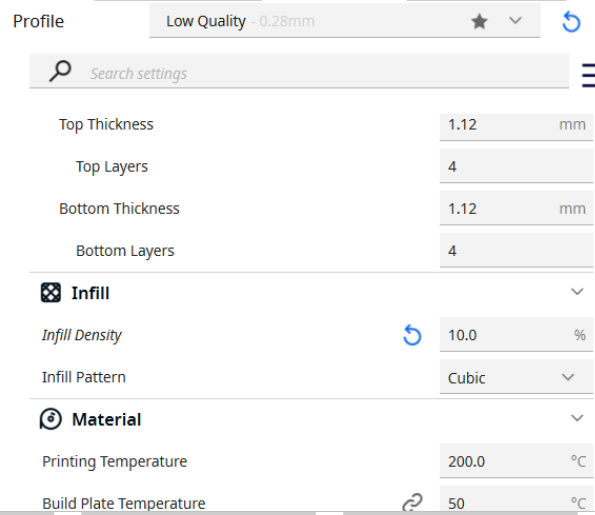 Profile Low Quality - 0.28mm
Search settings
Top Thickness 1.12 mm
Top Layers 4
Bottom Thickness 1.12 mm
Bottom Layers 4
Infill
Infill Density 10.0 %
Infill Pattern Cubic
Material
Printing Temperature 200.0 °C
Build Plate Temperature 50 °C